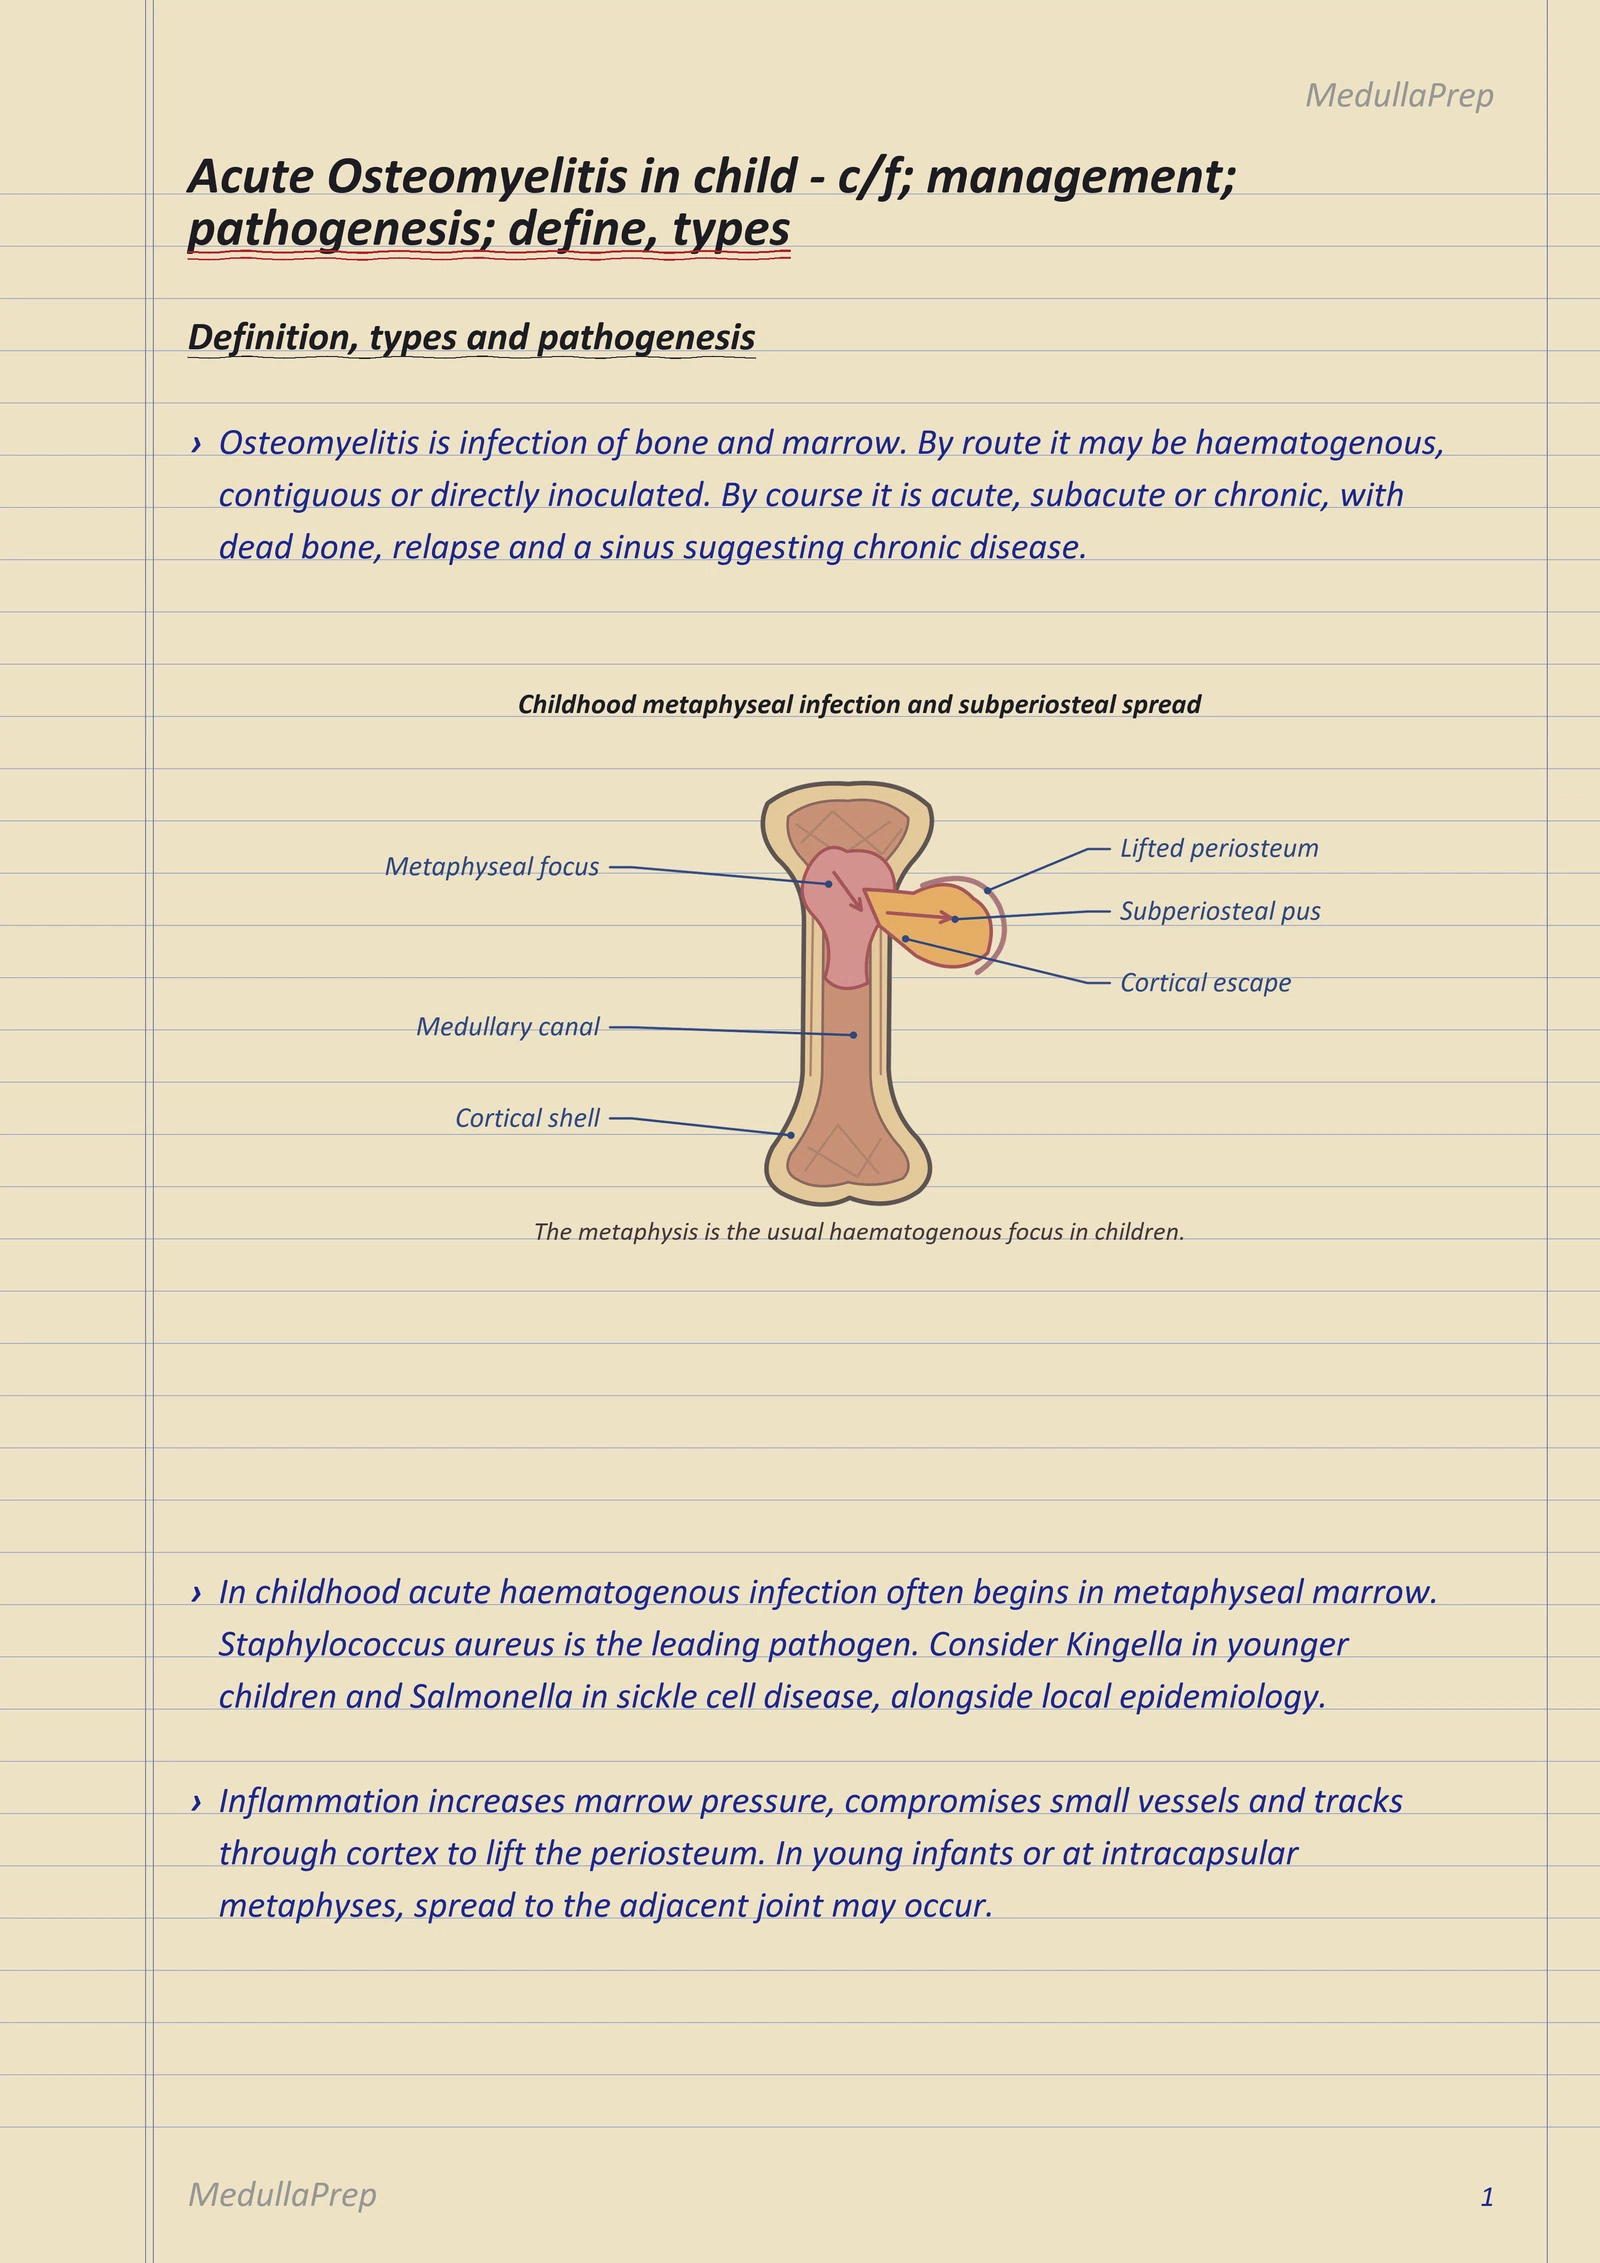 MedullaPrep
Acute Osteomyelitis in child - c/f; management;
pathogenesis; define, types
Definition, types and pathogenesis
› Osteomyelitis is infection of bone and marrow. By route it may be haematogenous,
contiguous or directly inoculated. By course it is acute, subacute or chronic, with
dead bone, relapse and a sinus suggesting chronic disease.
Childhood metaphyseal infection and subperiosteal spread
Metaphyseal focus
Medullary canal
Cortical shell
Lifted periosteum
Subperiosteal pus
Cortical escape
The metaphysis is the usual haematogenous focus in children.
› In childhood acute haematogenous infection often begins in metaphyseal marrow.
Staphylococcus aureus is the leading pathogen. Consider Kingella in younger
children and Salmonella in sickle cell disease, alongside local epidemiology.
› Inflammation increases marrow pressure, compromises small vessels and tracks
through cortex to lift the periosteum. In young infants or at intracapsular
metaphyses, spread to the adjacent joint may occur.
MedullaPrep
1